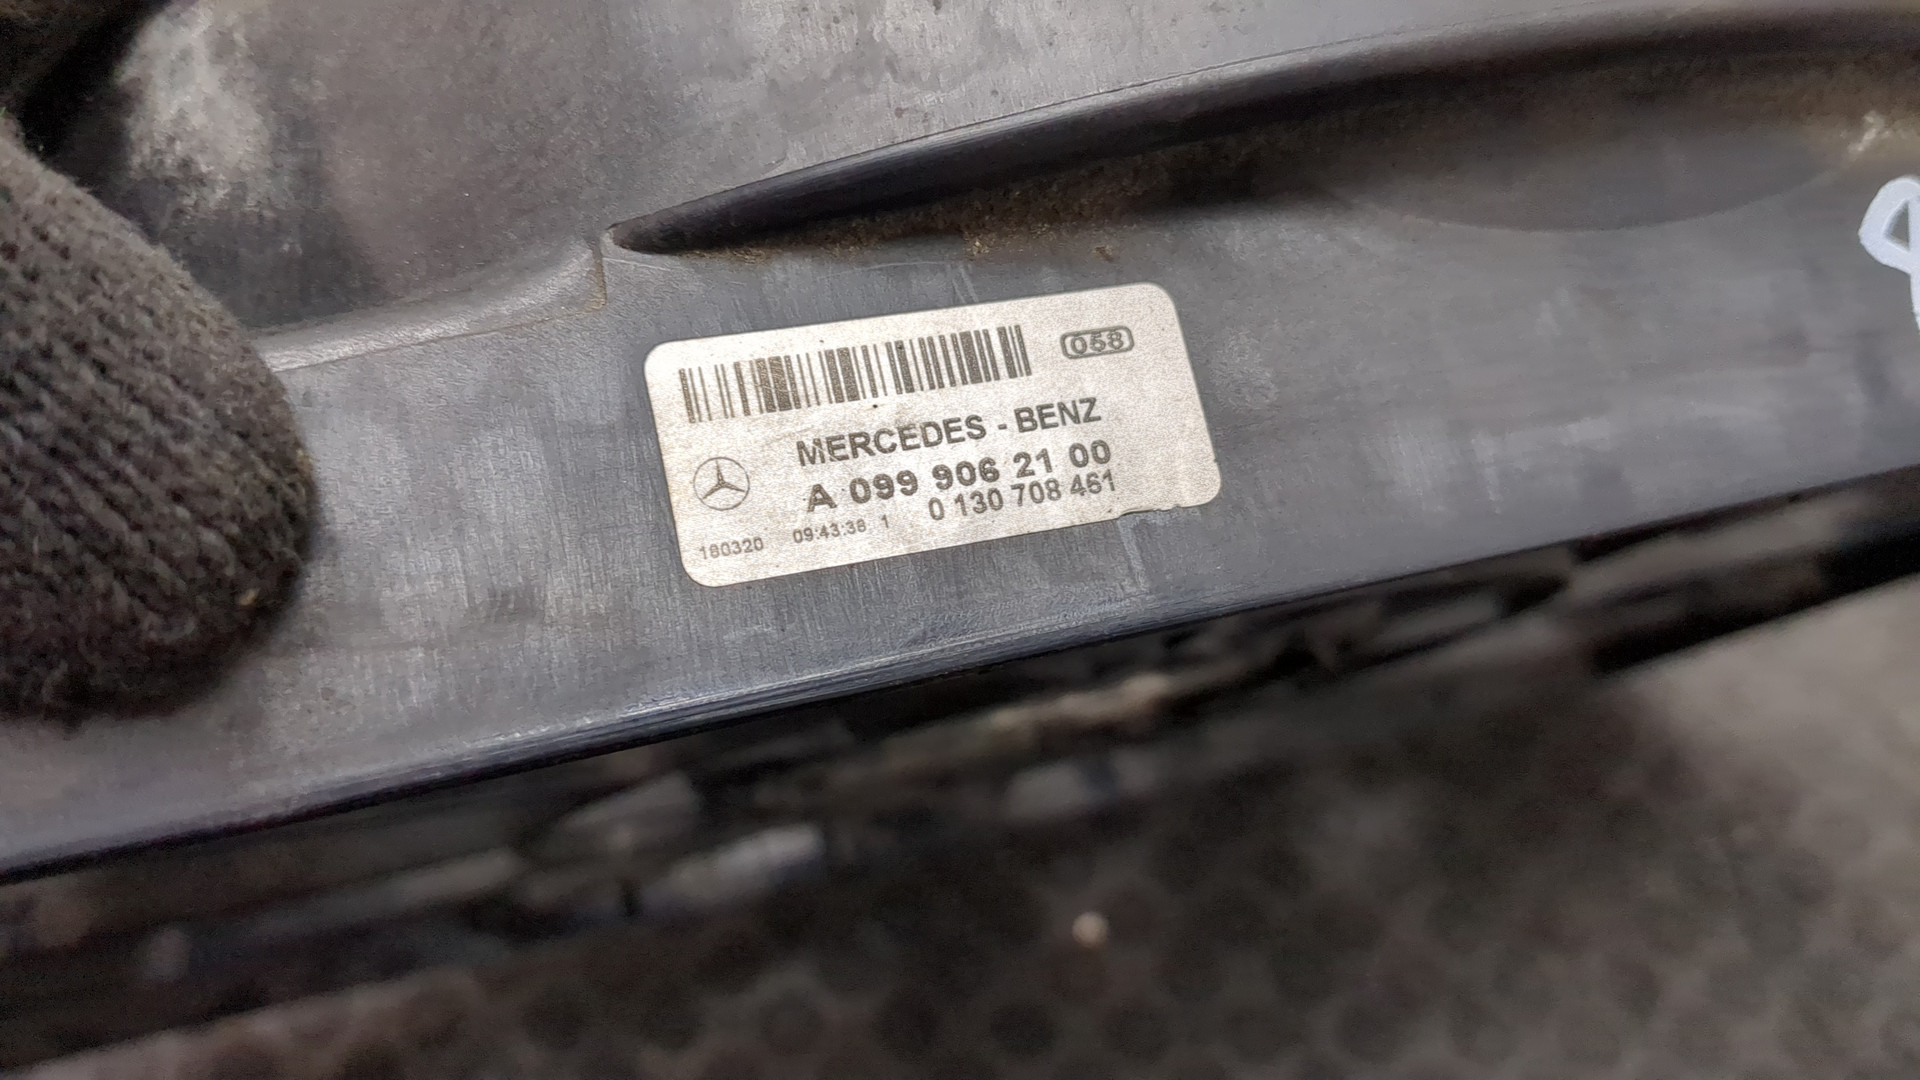 058
MERCEDES - BENZ
A 099 906 21 00
0 130 708 461
180320 09:43:38 1